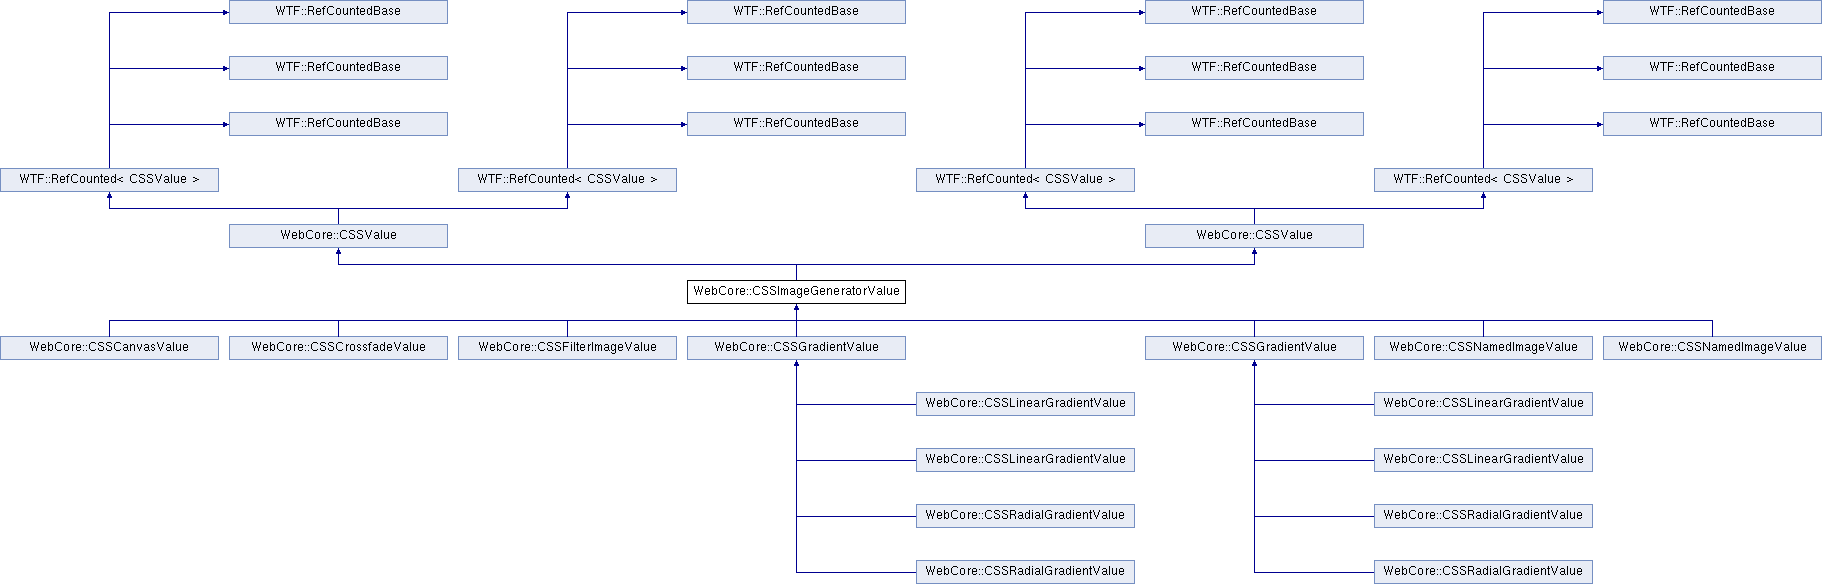 WTF::RefCountedBase
WTF::RefCountedBase
WTF::RefCountedBase
WTF::RefCountedBase
WTF::RefCountedBase
WTF::RefCountedBase
WTF::RefCountedBase
WTF::RefCountedBase
WTF::RefCountedBase
WTF::RefCountedBase
WTF::RefCountedBase
WTF::RefCountedBase
WTF::RefCounted< CSSValue >
WTF::RefCounted< CSSValue >
WTF::RefCounted< CSSValue >
WTF::RefCounted< CSSValue >
WebCore::CSSValue
WebCore::CSSValue
WebCore::CSSImageGeneratorValue
WebCore::CSSCanvasValue
WebCore::CSSCrossfadeValue
WebCore::CSSFilterImageValue
WebCore::CSSGradientValue
WebCore::CSSGradientValue
WebCore::CSSNamedImageValue
WebCore::CSSNamedImageValue
WebCore::CSSLinearGradientValue
WebCore::CSSLinearGradientValue
WebCore::CSSLinearGradientValue
WebCore::CSSLinearGradientValue
WebCore::CSSRadialGradientValue
WebCore::CSSRadialGradientValue
WebCore::CSSRadialGradientValue
WebCore::CSSRadialGradientValue